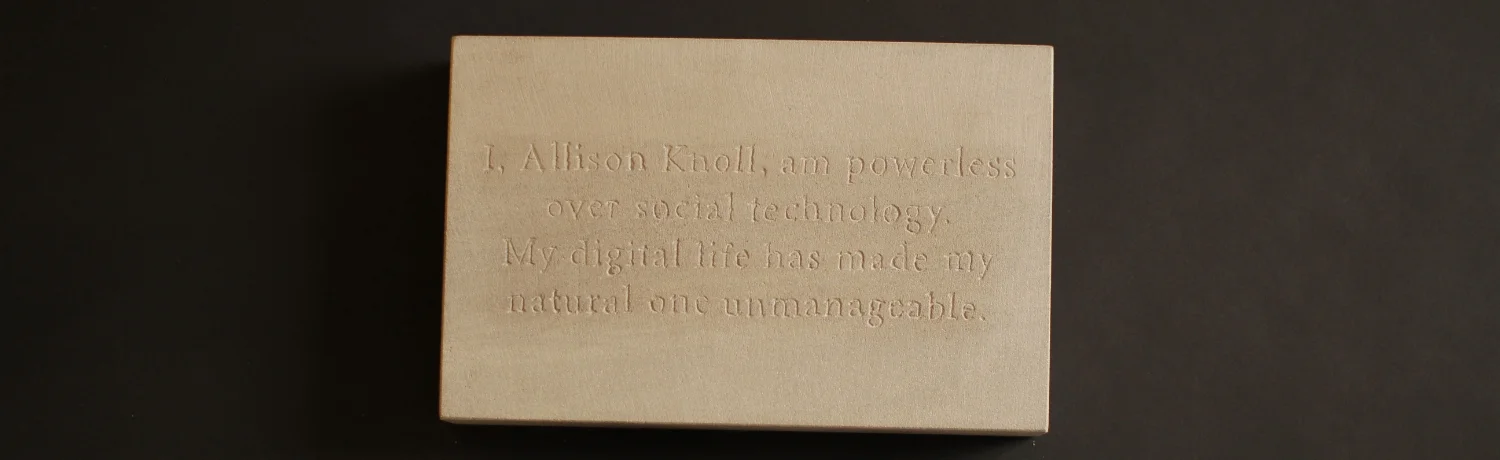 I, Allison Knoll, am powerless
over social technology.
My digital life has made my
natural one unmanageable.